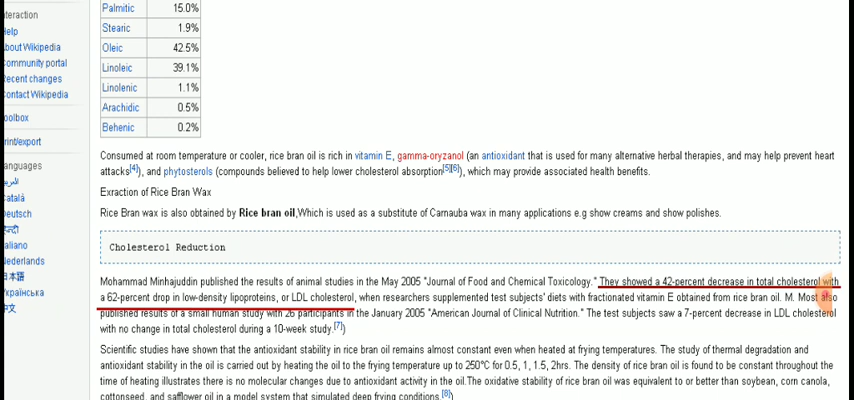 nteraction
Help
About Wikipedia
Community portal
Recent changes
Contact Wikipedia
oolbox
rint/export
anguages
العربية
Català
Deutsch
हिन्दी
taliano
Nederlands
日本語
Українська
中文
Palmitic 15.0%
Stearic 1.9%
Oleic 42.5%
Linoleic 39.1%
Linolenic 1.1%
Arachidic 0.5%
Behenic 0.2%
Consumed at room temperature or cooler, rice bran oil is rich in vitamin E, gamma-oryzanol (an antioxidant that is used for many alternative herbal therapies, and may help prevent heart
attacks[4]), and phytosterols (compounds believed to help lower cholesterol absorption[5][6]), which may provide associated health benefits.
Exraction of Rice Bran Wax
Rice Bran wax is also obtained by Rice bran oil,Which is used as a substitute of Carnauba wax in many applications e.g show creams and show polishes.
Cholesterol Reduction
Mohammad Minhajuddin published the results of animal studies in the May 2005 "Journal of Food and Chemical Toxicology." They showed a 42-percent decrease in total cholesterol with
a 62-percent drop in low-density lipoproteins, or LDL cholesterol, when researchers supplemented test subjects' diets with fractionated vitamin E obtained from rice bran oil. M. Most also
published results of a small human study with 26 participants in the January 2005 "American Journal of Clinical Nutrition." The test subjects saw a 7-percent decrease in LDL cholesterol
with no change in total cholesterol during a 10-week study.[7])
Scientific studies have shown that the antioxidant stability in rice bran oil remains almost constant even when heated at frying temperatures. The study of thermal degradation and
antioxidant stability in the oil is carried out by heating the oil to the frying temperature up to 250°C for 0.5, 1, 1.5, 2hrs. The density of rice bran oil is found to be constant throughout the
time of heating illustrates there is no molecular changes due to antioxidant activity in the oil.The oxidative stability of rice bran oil was equivalent to or better than soybean, corn canola,
cottonseed, and safflower oil in a model system that simulated deep frying conditions.[8])